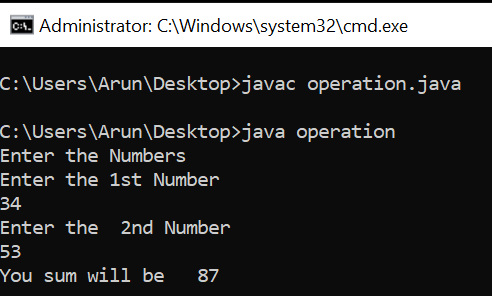 Administrator: C:\Windows\system32\cmd.exe
C:\Users\Arun\Desktop>javac operation.java
C:\Users\Arun\Desktop>java operation
Enter the Numbers
Enter the 1st Number
34
Enter the  2nd Number
53
You sum will be   87